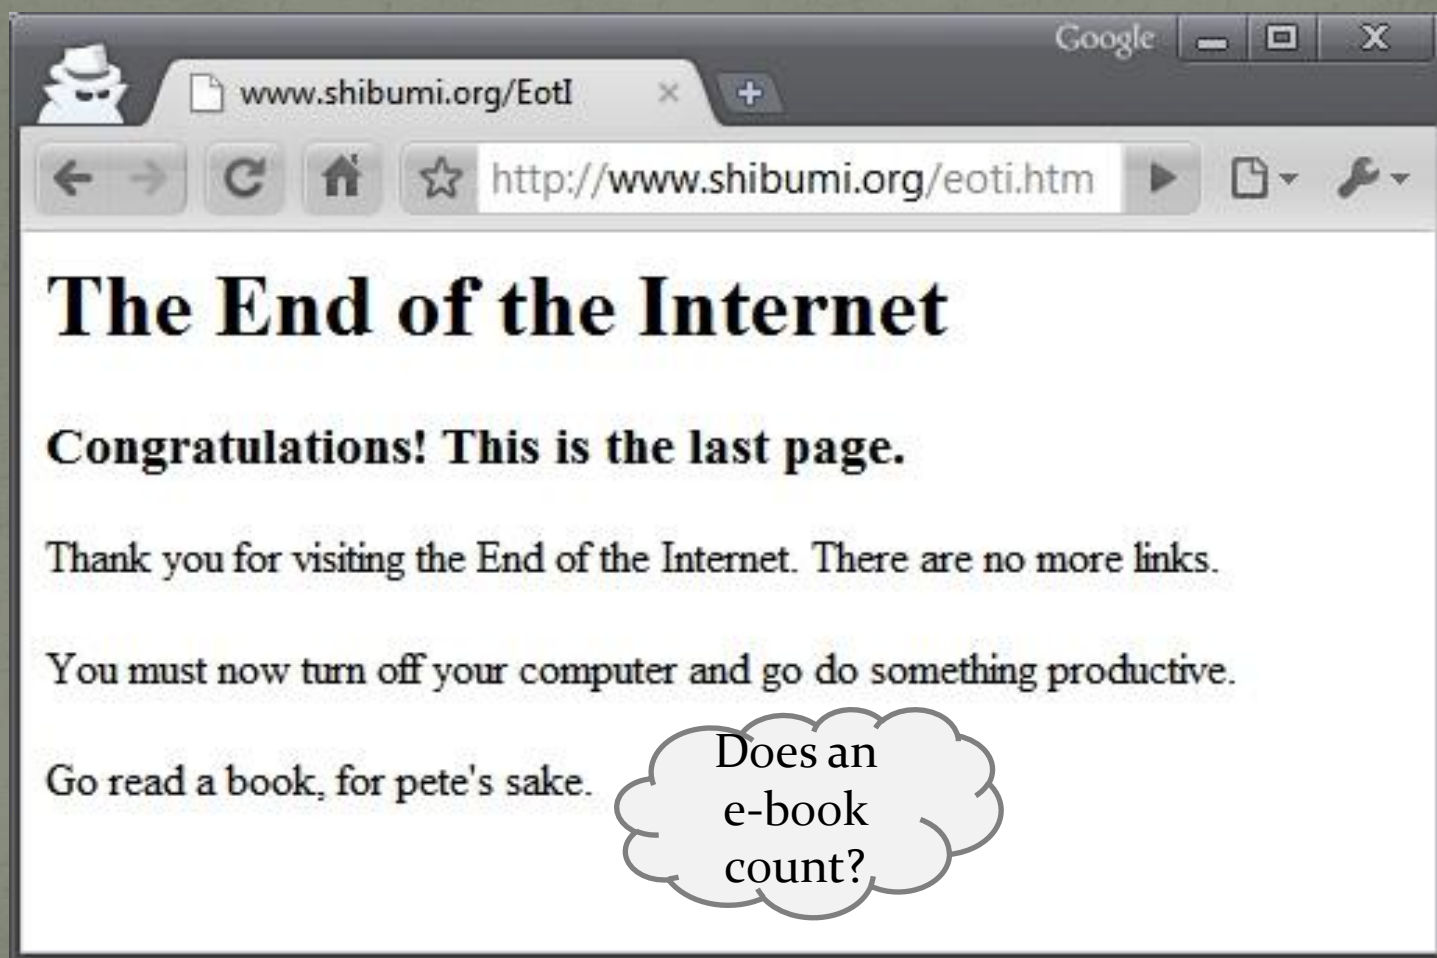 Google
www.shibumi.org/EotI
http://www.shibumi.org/eoti.htm
The End of the Internet
Congratulations! This is the last page.
Thank you for visiting the End of the Internet. There are no more links.
You must now turn off your computer and go do something productive.
Go read a book, for pete's sake.
Does an
e-book
count?